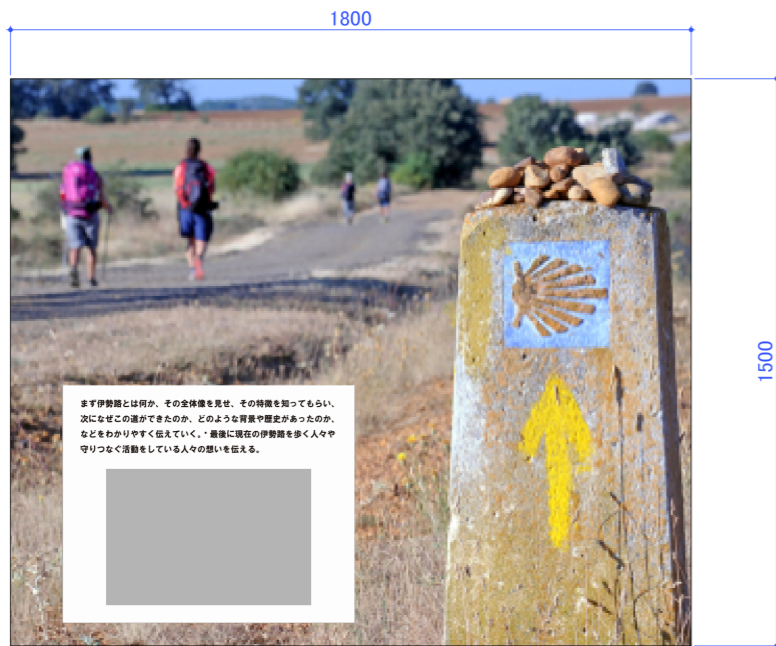 1800
1500
まず伊勢路とは何か、その全体像を見せ、その特徴を知ってもらい、
次になぜこの道ができたのか、どのような背景や歴史があったのか、
などをわかりやすく伝えていく。・最後に現在の伊勢路を歩く人々や
守りつなぐ活動をしている人々の想いを伝える。